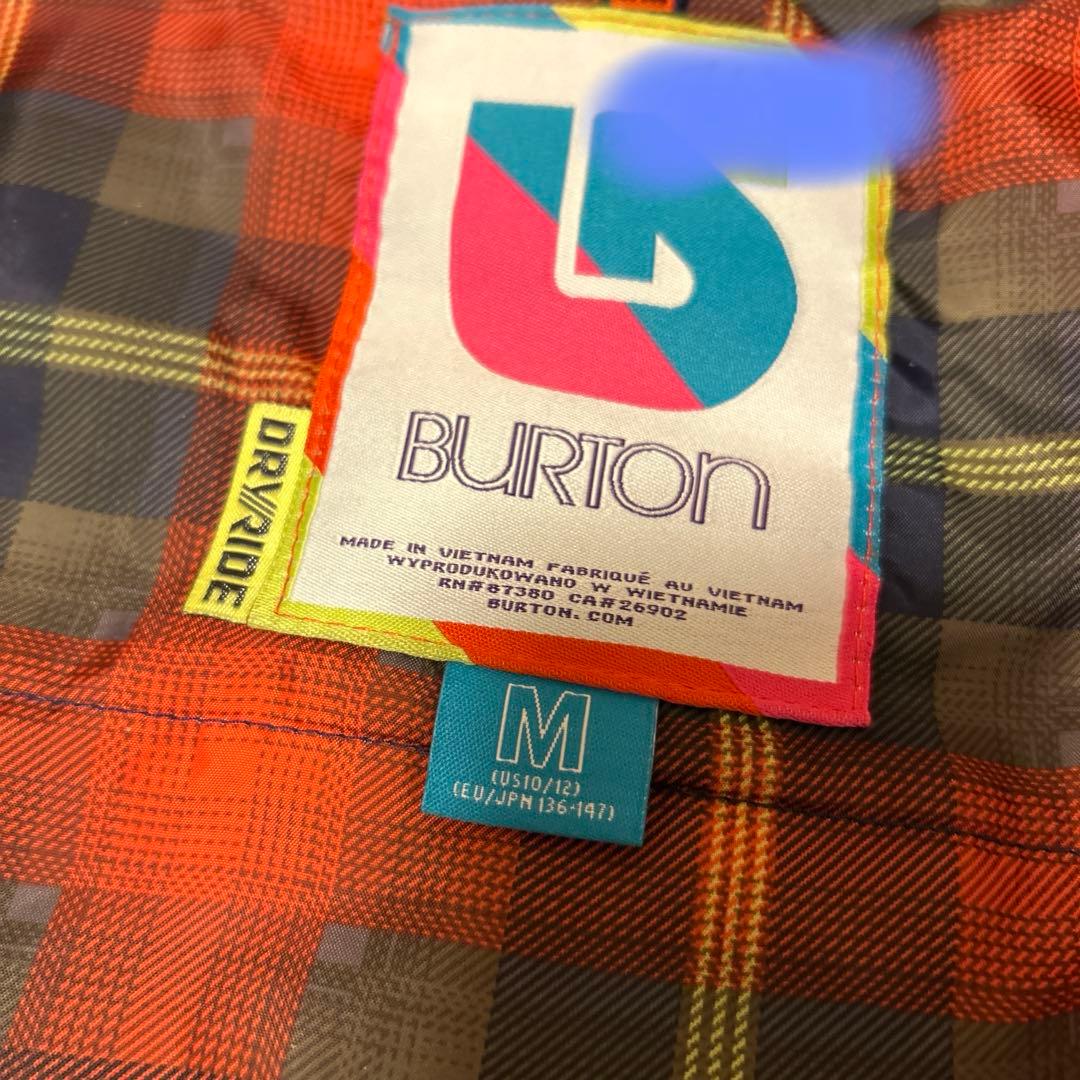 BURTON
MADE IN VIETNAM FABRIQUÉ AU VIETNAM
WYPRODUKOWANO W WIETNAMIE
RN#87380 CA#26902
BURTON.COM
DRY//RIDE
M
(US10/12)
(EU/JPN 136-147)